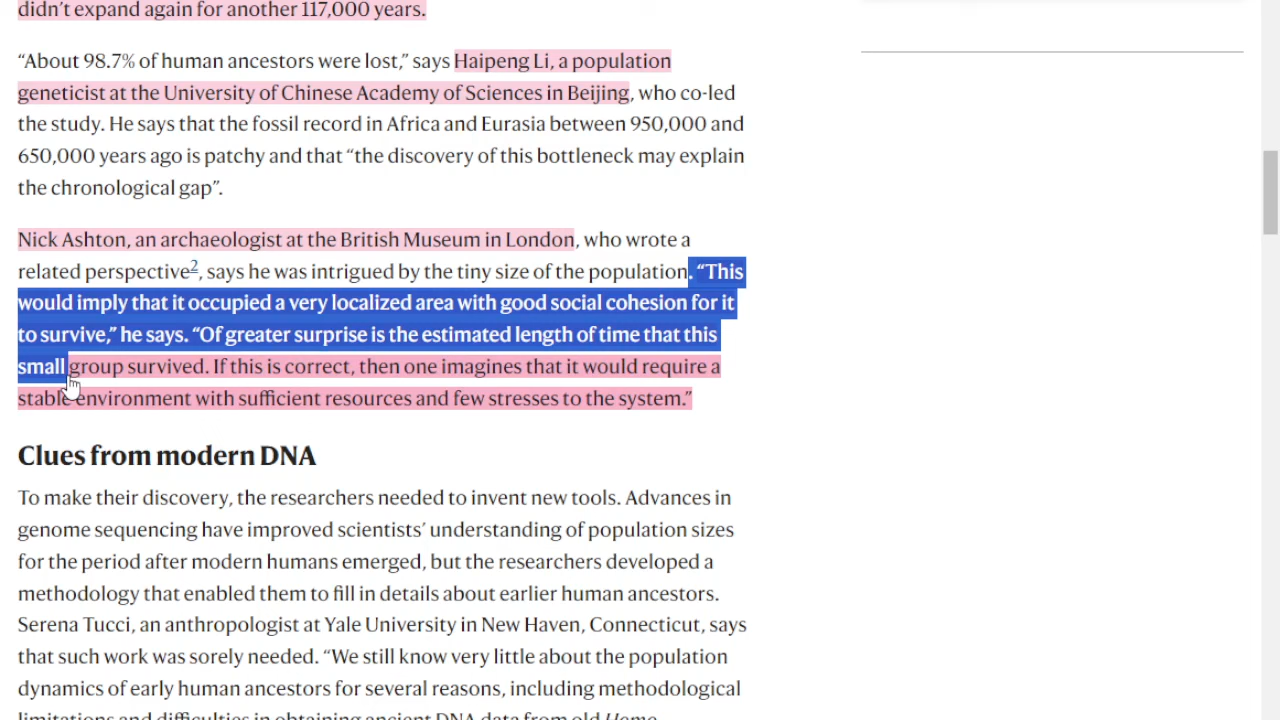 didn’t expand again for another 117,000 years.
“About 98.7% of human ancestors were lost,” says Haipeng Li, a population
geneticist at the University of Chinese Academy of Sciences in Beijing, who co-led
the study. He says that the fossil record in Africa and Eurasia between 950,000 and
650,000 years ago is patchy and that “the discovery of this bottleneck may explain
the chronological gap”.
Nick Ashton, an archaeologist at the British Museum in London, who wrote a
related perspective2, says he was intrigued by the tiny size of the population. “This
would imply that it occupied a very localized area with good social cohesion for it
to survive,” he says. “Of greater surprise is the estimated length of time that this
small group survived. If this is correct, then one imagines that it would require a
stable environment with sufficient resources and few stresses to the system.”
Clues from modern DNA
To make their discovery, the researchers needed to invent new tools. Advances in
genome sequencing have improved scientists’ understanding of population sizes
for the period after modern humans emerged, but the researchers developed a
methodology that enabled them to fill in details about earlier human ancestors.
Serena Tucci, an anthropologist at Yale University in New Haven, Connecticut, says
that such work was sorely needed. “We still know very little about the population
dynamics of early human ancestors for several reasons, including methodological
limitations and difficulties in obtaining ancient DNA data from old Homo